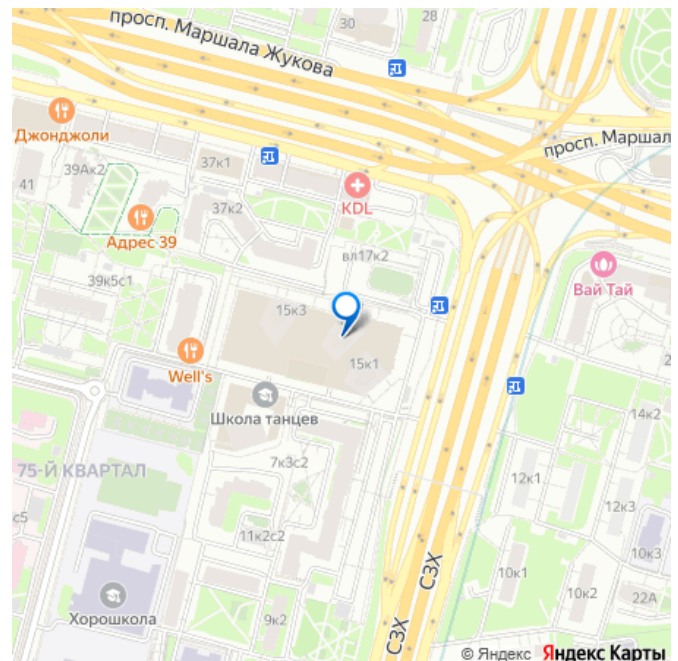 28
30
просп. Маршала Жукова
Джонджоли
просп. Маршал
39Ак2
37к1
41
KDL
37к2
Адрес 39
вл17к2
39к5с1
Вай Тай
15к3
2
15к1
Well's
Школа танцев
14к2
75-Й КВАРТАЛ
7к3с2
12к1
12к3
с5
11к2с2
10к3
10к1
СЗХ
10к2
22А
Хорошкола
9к2
СЗХ
© Яндекс Яндекс Карты